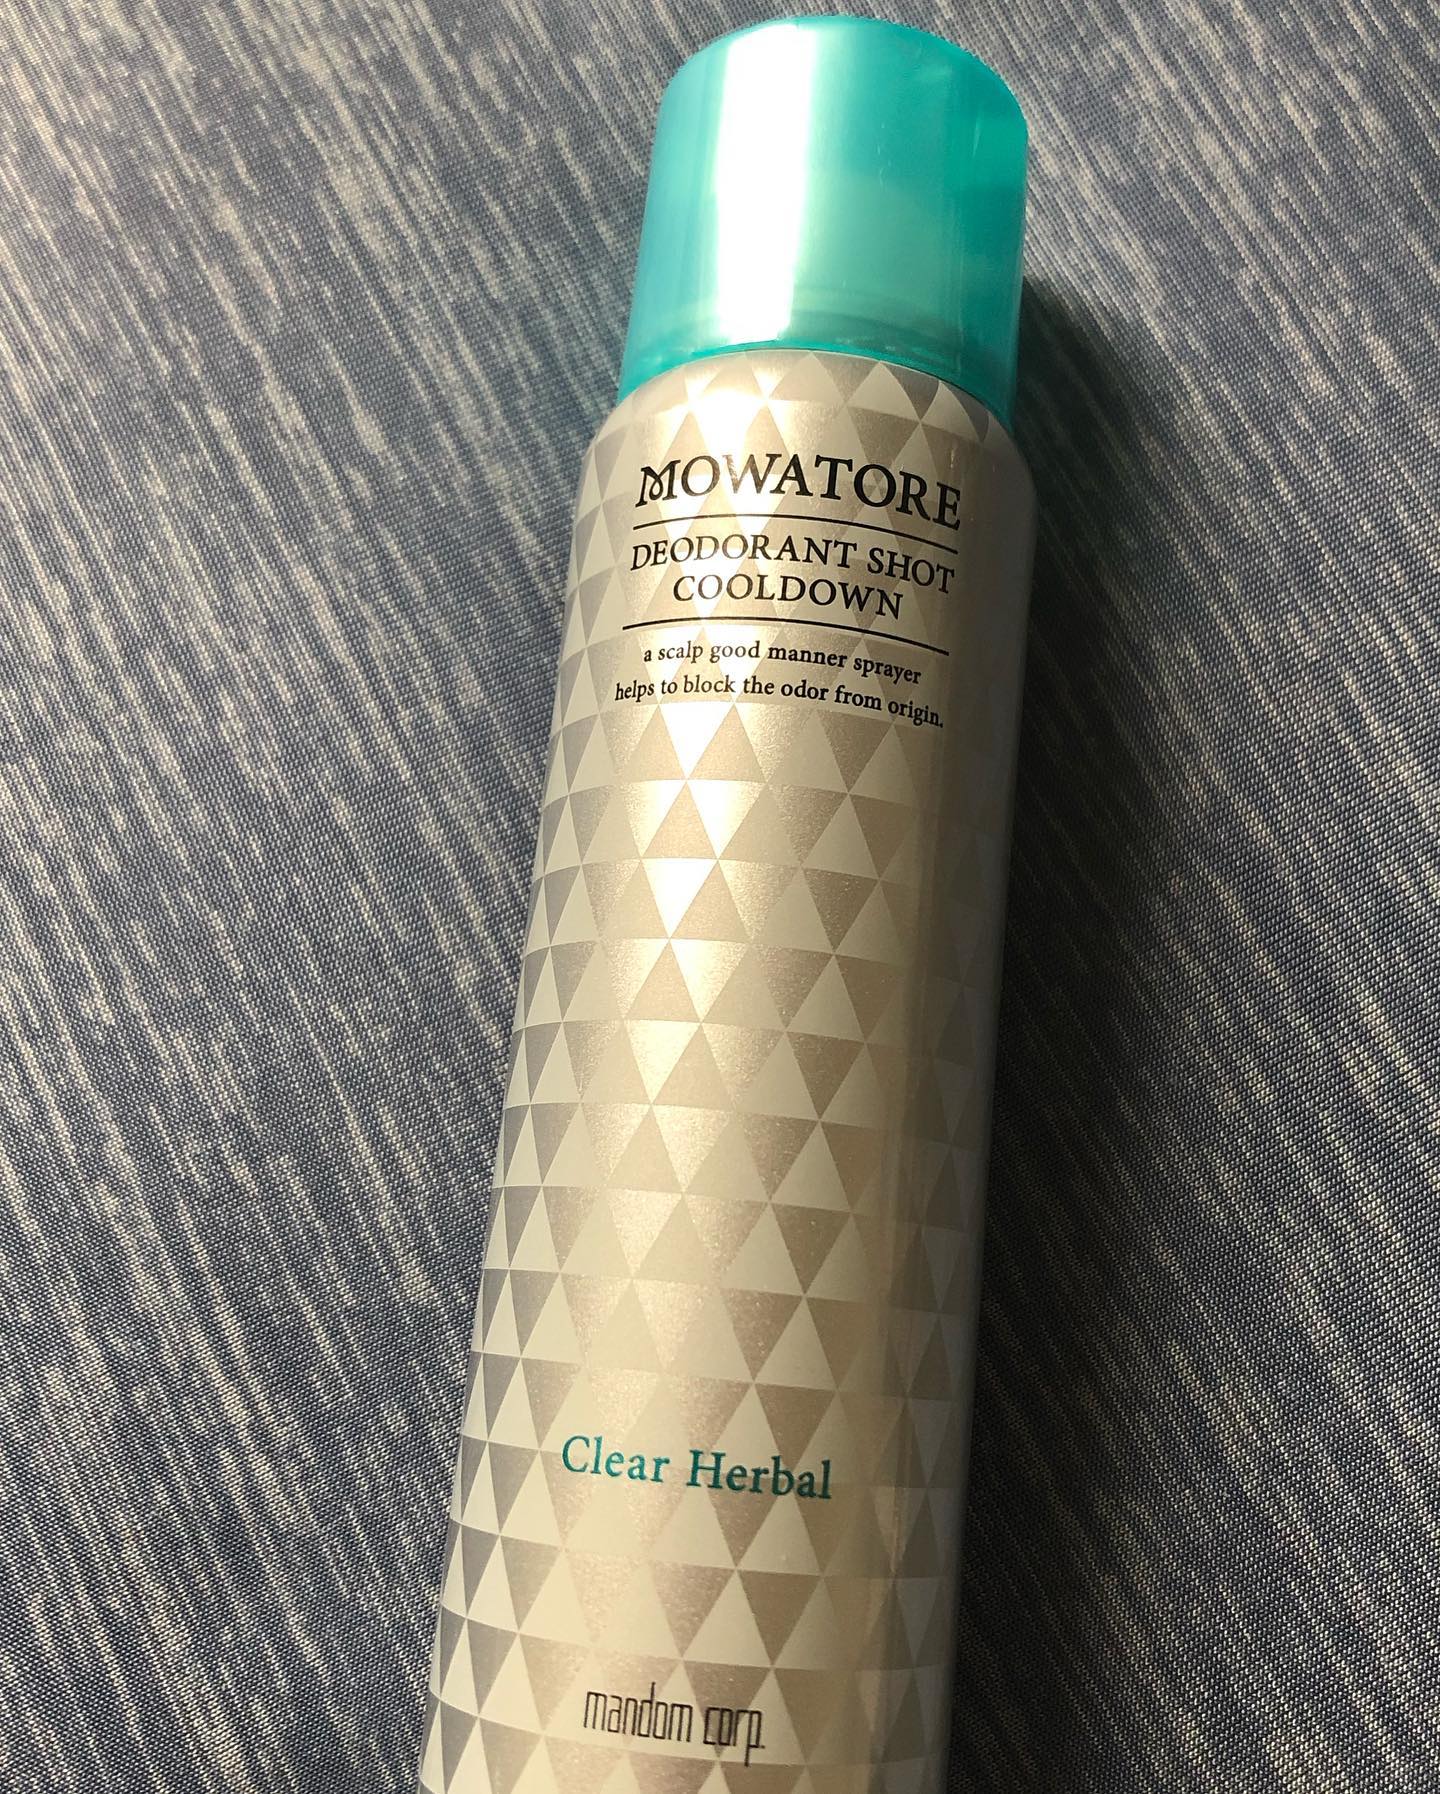 MOWATORE
DEODORANT SHOT
COOLDOWN
a scalp good manner sprayer
helps to block the odor from origin.
Clear Herbal
mandom corp.